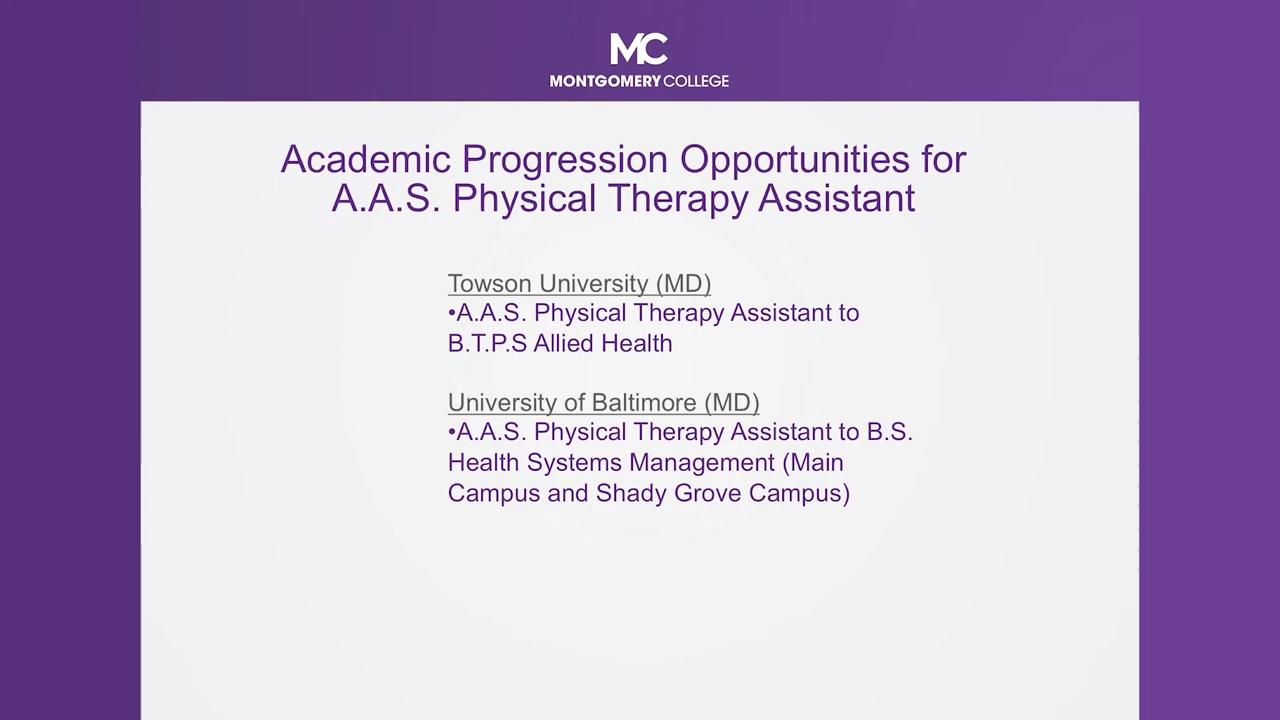 MC
MONTGOMERY COLLEGE
Academic Progression Opportunities for
A.A.S. Physical Therapy Assistant
Towson University (MD)
•A.A.S. Physical Therapy Assistant to
B.T.P.S Allied Health
University of Baltimore (MD)
•A.A.S. Physical Therapy Assistant to B.S.
Health Systems Management (Main
Campus and Shady Grove Campus)